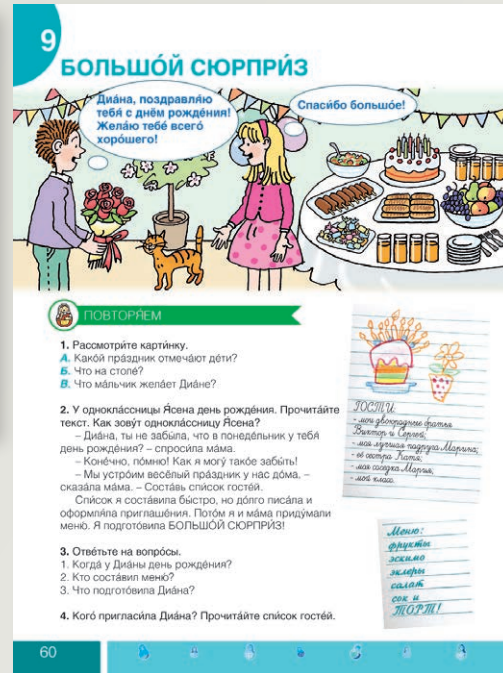 9
БОЛЬШО́Й СЮРПРИ́З
Диа́на, поздравля́ю
тебя́ с днём рожде́ния!
Жела́ю тебе́ всего́
хоро́шего!
Спаси́бо большо́е!
ПОВТОРЯ́ЕМ
1. Рассмотри́те карти́нку.
А. Како́й пра́здник отмеча́ют де́ти?
Б. Что на столе́?
В. Что ма́льчик жела́ет Диа́не?
2. У однокла́ссницы Я́сена день рожде́ния. Прочита́йте
текст. Как зову́т однокла́ссницу Я́сена?
– Диа́на, ты не забы́ла, что в понеде́льник у тебя́
день рожде́ния? – спроси́ла ма́ма.
– Коне́чно, по́мню! Как я могу́ тако́е забы́ть!
– Мы устро́им весёлый пра́здник у нас до́ма. –
сказа́ла ма́ма. – Соста́вь спи́сок госте́й.
Спи́сок я соста́вила бы́стро, но до́лго писа́ла и
оформля́ла приглаше́ния. Пото́м я и ма́ма приду́мали
меню́. Я подгото́вила БОЛЬШО́Й СЮРПРИ́З!
3. Отве́тьте на вопро́сы.
1. Когда́ у Диа́ны день рожде́ния?
2. Кто соста́вил меню́?
3. Что подгото́вила Диа́на?
4. Кого́ пригласи́ла Диа́на? Прочита́йте спи́сок госте́й.
ГОСТИ:
- мои двоюродные братья
Виктор и Сергей;
- моя лучшая подруга Марина;
- её сестра Катя;
- моя соседка Марья;
- мой класс.
Меню:
фрукты
эскимо
эклеры
салат
сок и
ТОРТ!
60